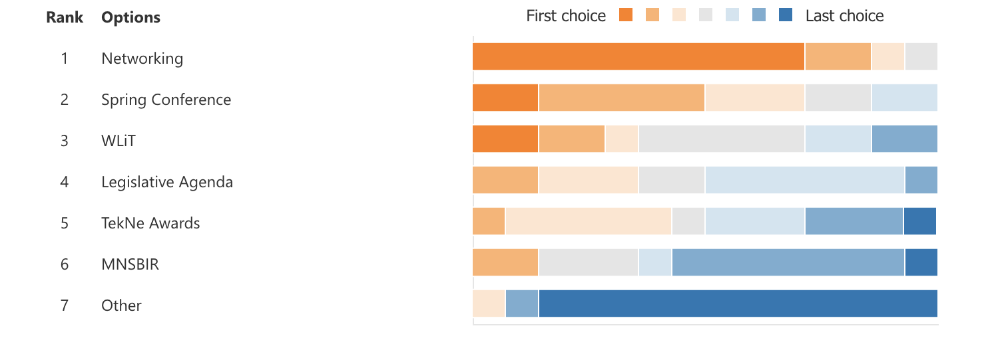 Rank Options First choice Last choice
1 Networking
2 Spring Conference
3 WLiT
4 Legislative Agenda
5 TekNe Awards
6 MNSBIR
7 Other